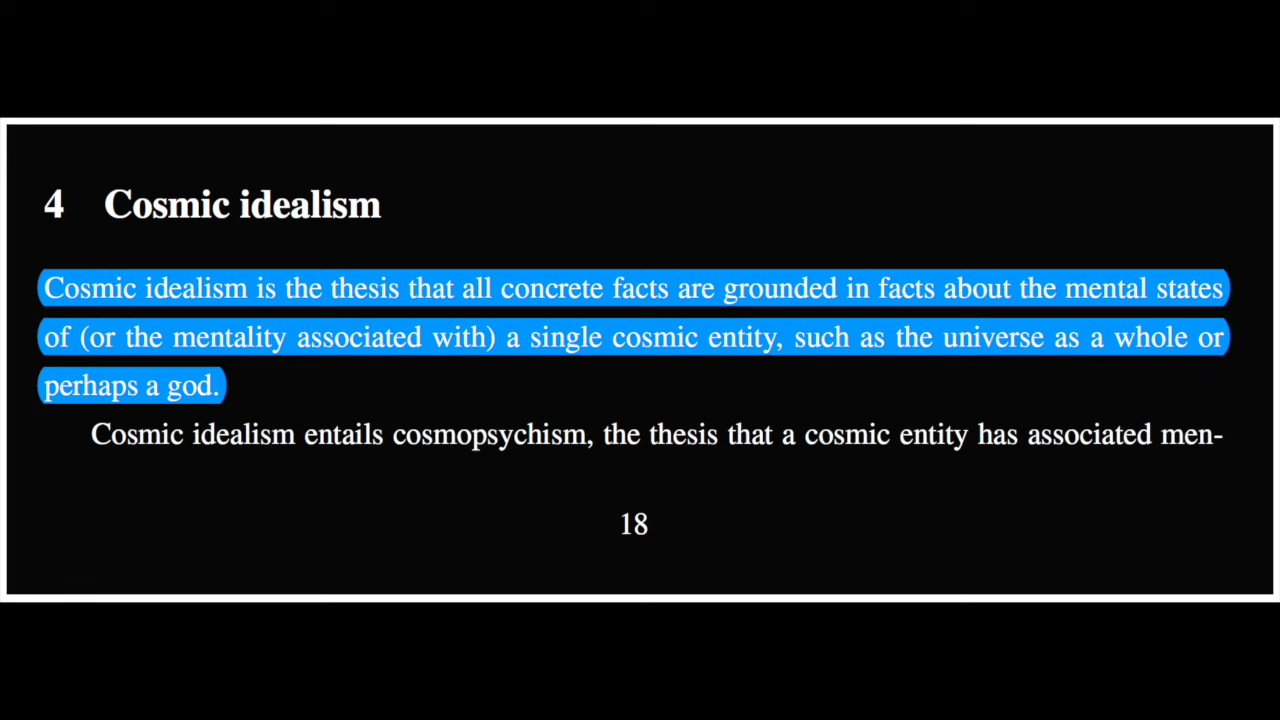 4 Cosmic idealism
Cosmic idealism is the thesis that all concrete facts are grounded in facts about the mental states
of (or the mentality associated with) a single cosmic entity, such as the universe as a whole or
perhaps a god.
Cosmic idealism entails cosmopsychism, the thesis that a cosmic entity has associated men-
18